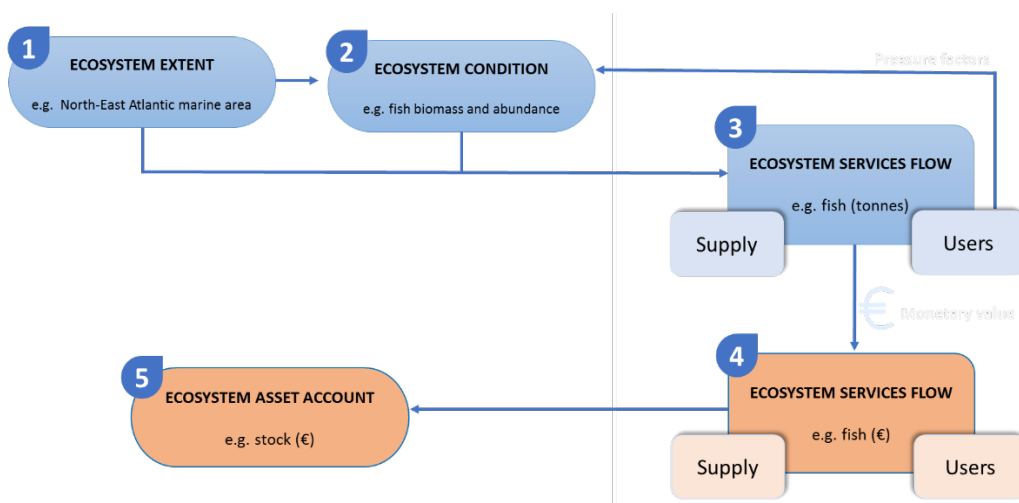 1
ECOSYSTEM EXTENT
e.g. North-East Atlantic marine area
2
ECOSYSTEM CONDITION
e.g. fish biomass and abundance
Pressure factors
3
ECOSYSTEM SERVICES FLOW
e.g. fish (tonnes)
Supply
Users
€ Monetary value
4
ECOSYSTEM SERVICES FLOW
e.g. fish (€)
Supply
Users
5
ECOSYSTEM ASSET ACCOUNT
e.g. stock (€)